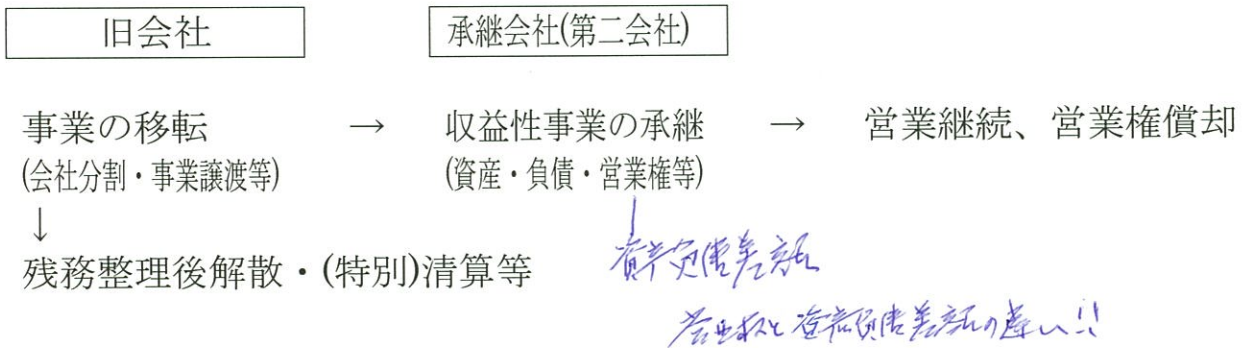 旧会社 承継会社(第二会社)
事業の移転 → 収益性事業の承継 → 営業継続、営業権償却
(会社分割・事業譲渡等) (資産・負債・営業権等)
↓
残務整理後解散・(特別)清算等
資産負債差額
営業権と資産負債差額の違い!!